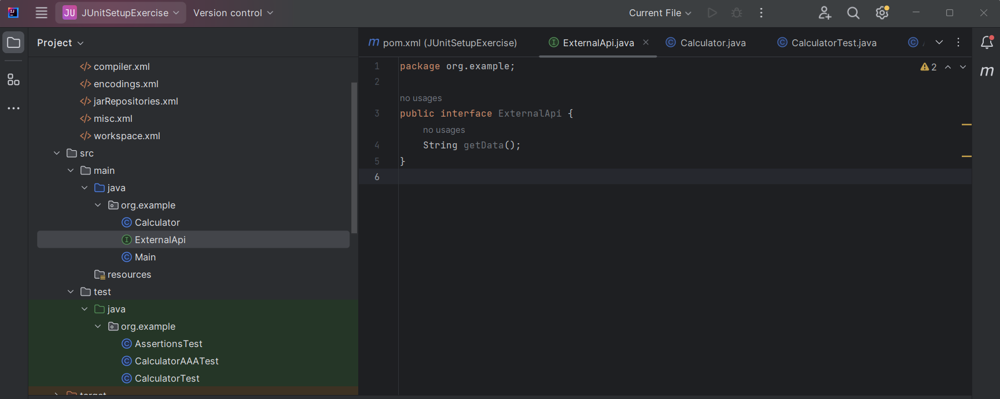 JU JUnitSetupExercise Version control Current File
Project
compiler.xml
encodings.xml
jarRepositories.xml
misc.xml
workspace.xml
src
main
java
org.example
Calculator
ExternalApi
Main
resources
test
java
org.example
AssertionsTest
CalculatorAAATest
CalculatorTest
target
m pom.xml (JUnitSetupExercise) ExternalApi.java Calculator.java CalculatorTest.java
1 package org.example;
2
no usages
3 public interface ExternalApi {
no usages
4 String getData();
5 }
6
2
m